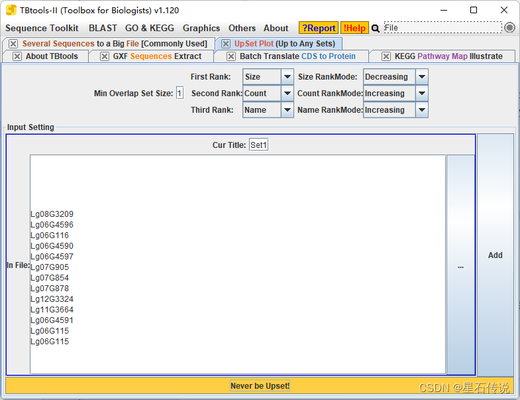 TBtools-II (Toolbox for Biologists) v1.120
Sequence Toolkit BLAST GO & KEGG Graphics Others About ?Report !Help File
Several Sequences to a Big File [Commonly Used] UpSet Plot (Up to Any Sets)
About TBtools GXF Sequences Extract Batch Translate CDS to Protein KEGG Pathway Map Illustrate
First Rank: Size Size RankMode: Decreasing
Min Overlap Set Size: 1 Second Rank: Count Count RankMode: Increasing
Third Rank: Name Name RankMode: Increasing
Input Setting
Cur Title: Set1
Lg08G3209
Lg06G4596
Lg06G116
Lg06G4590
Lg06G4597
In File: Lg07G905 ... Add
Lg07G854
Lg07G878
Lg12G3324
Lg11G3664
Lg06G4591
Lg06G115
Lg06G115
Never be Upset!
CSDN @星石传说